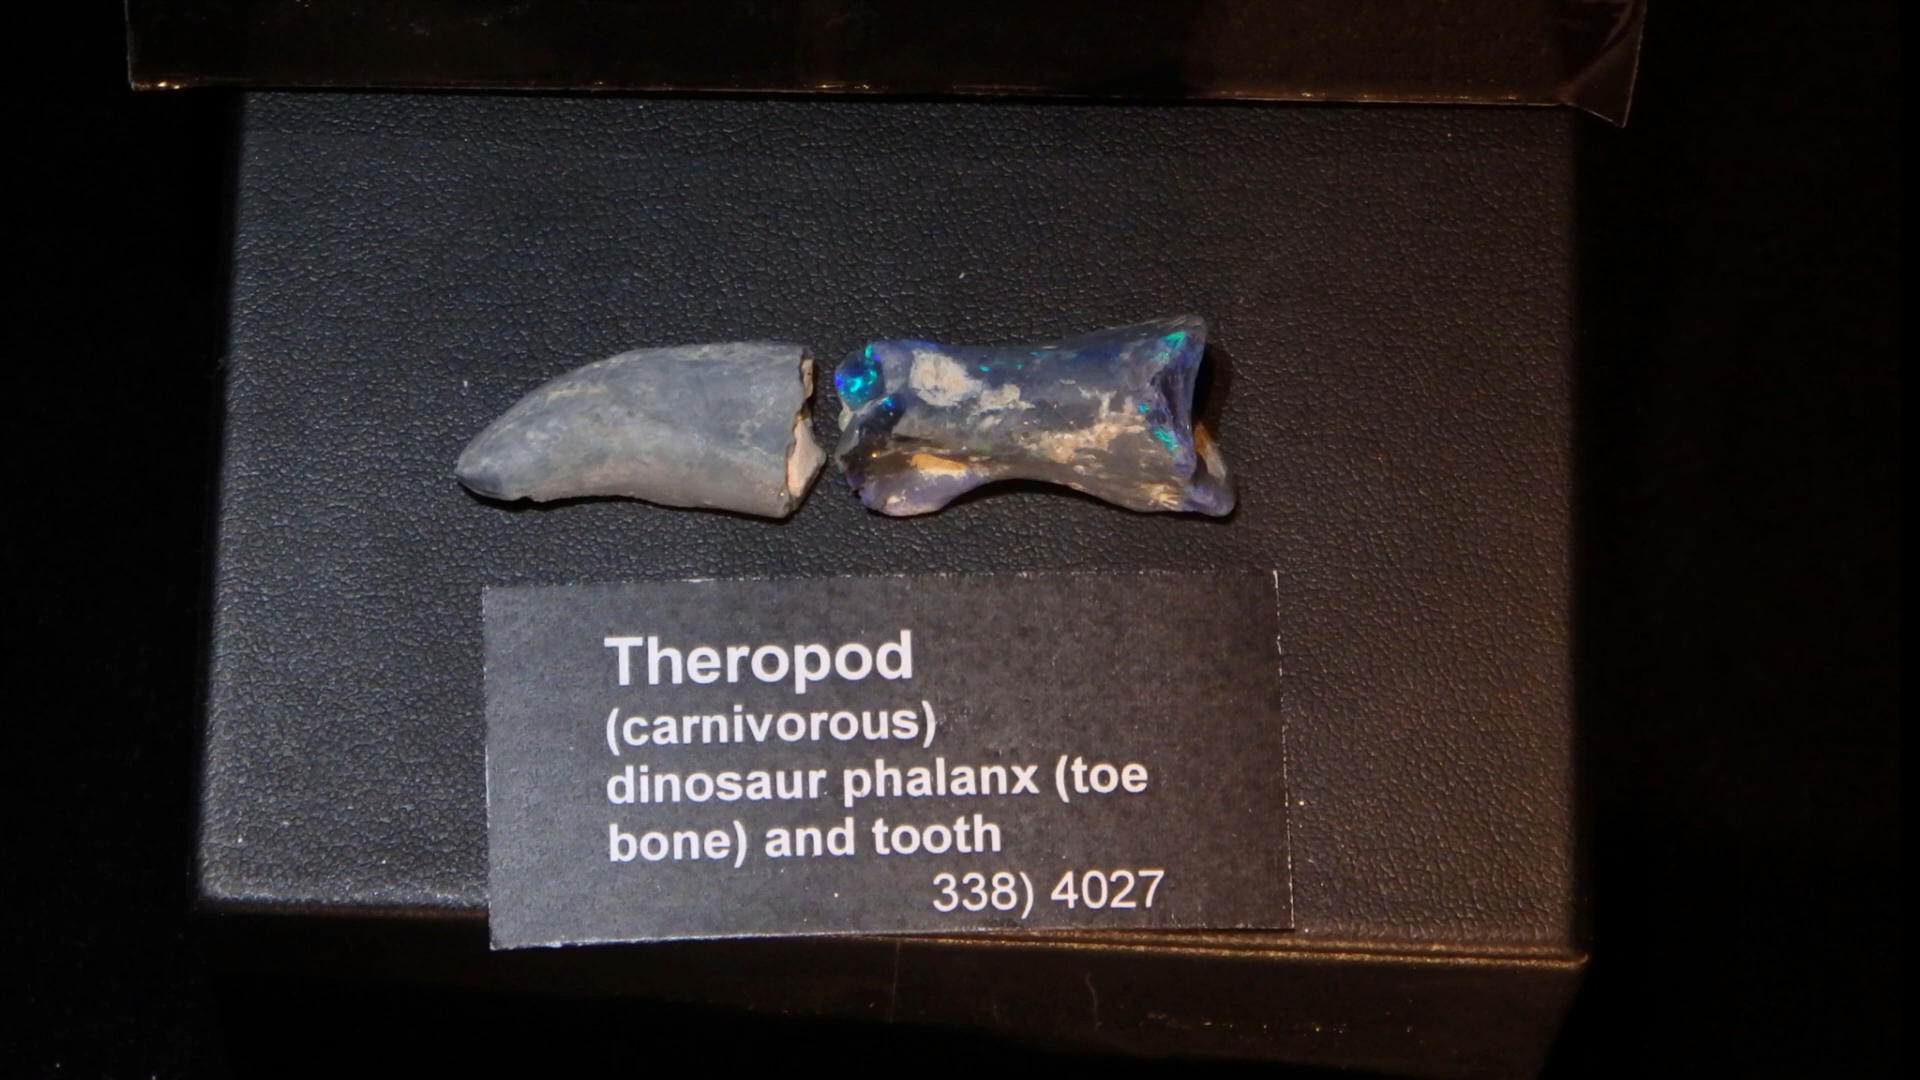 Theropod
(carnivorous)
dinosaur phalanx (toe
bone) and tooth
338) 4027